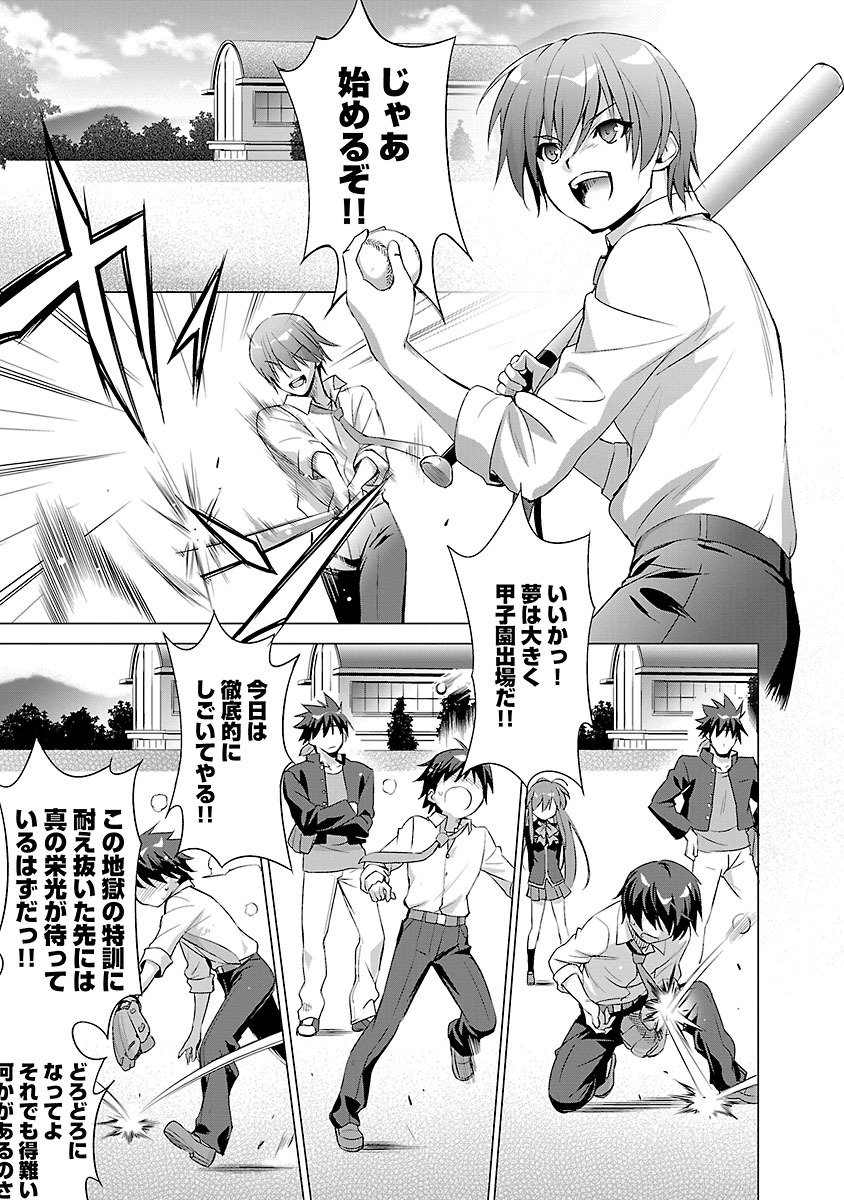 じゃあ
始めるぞ!!
いいかっ！
夢は大きく
甲子園出場だ!!
今日は
徹底的に
しごいてやる!!
この地獄の特訓に
耐え抜いた先には
真の栄光が待って
いるはずだっ!!
どろどろに
なってよ
それでも得難い
何かがあるのさ